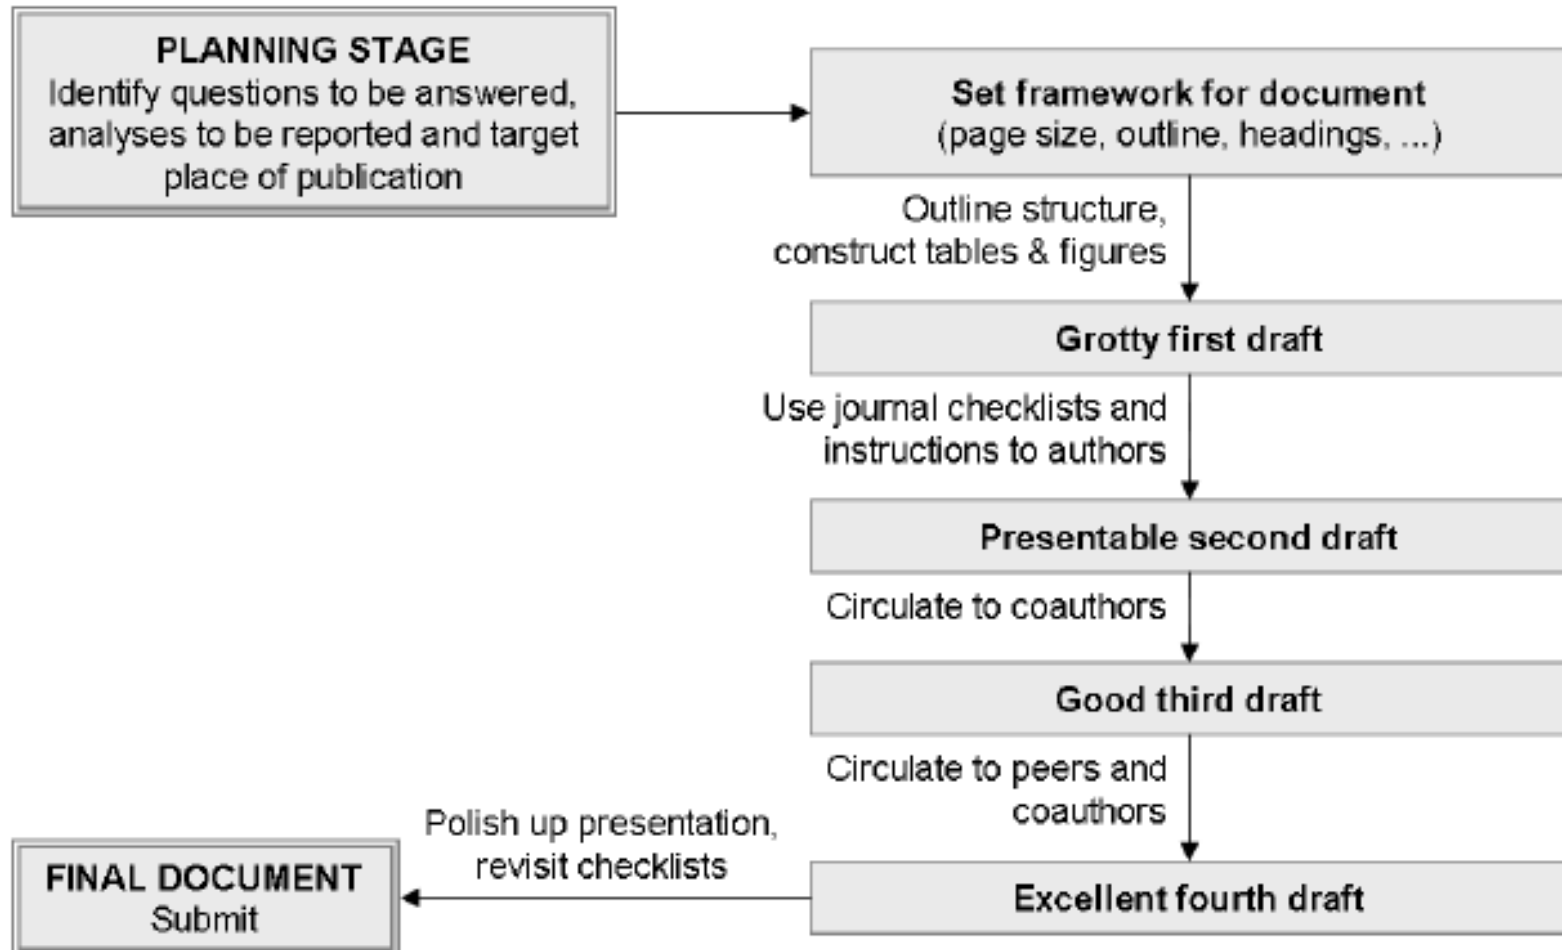 PLANNING STAGE
Identify questions to be answered,
analyses to be reported and target
place of publication
Set framework for document
(page size, outline, headings, ...)
Outline structure,
construct tables & figures
Grotty first draft
Use journal checklists and
instructions to authors
Presentable second draft
Circulate to coauthors
Good third draft
Circulate to peers and
coauthors
Excellent fourth draft
Polish up presentation,
revisit checklists
FINAL DOCUMENT
Submit